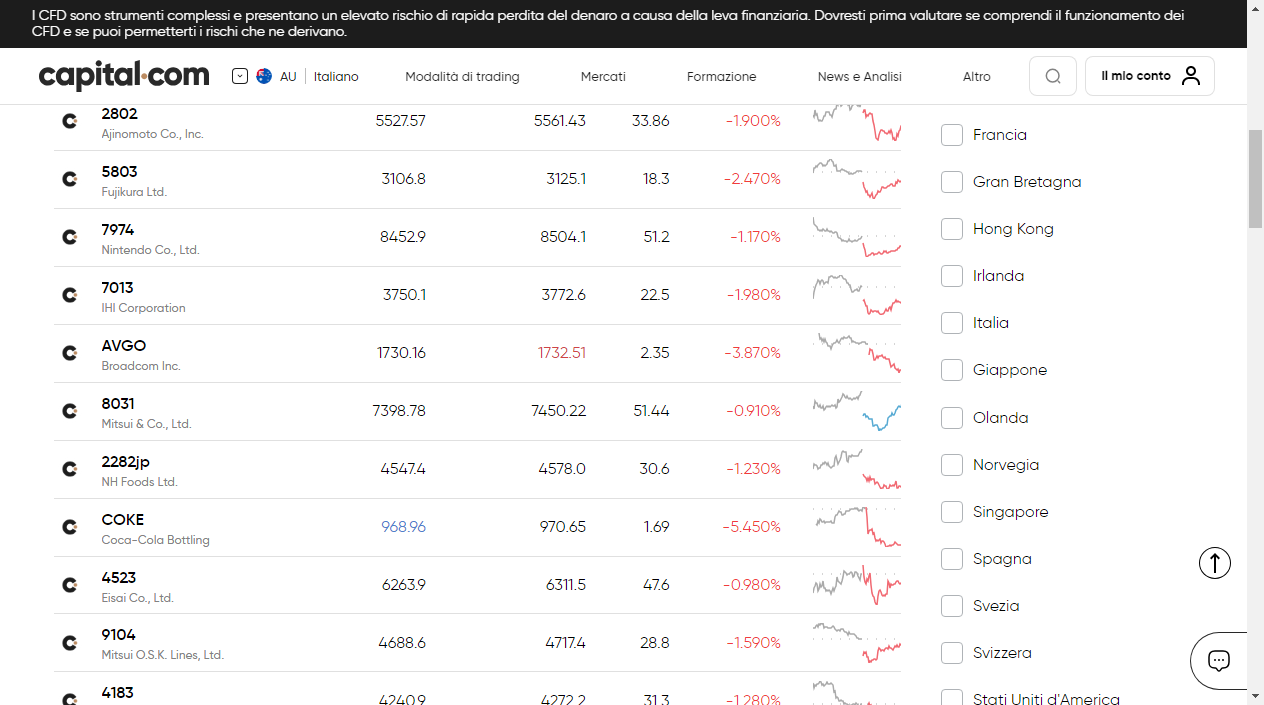 I CFD sono strumenti complessi e presentano un elevato rischio di rapida perdita del denaro a causa della leva finanziaria. Dovresti prima valutare se comprendi il funzionamento dei
CFD e se puoi permetterti i rischi che ne derivano.
capital.com AU Italiano Modalità di trading Mercati Formazione News e Analisi Altro Il mio conto
2802 5527.57 5561.43 33.86 -1.900%
Ajinomoto Co., Inc.
5803 3106.8 3125.1 18.3 -2.470%
Fujikura Ltd.
7974 8452.9 8504.1 51.2 -1.170%
Nintendo Co., Ltd.
7013 3750.1 3772.6 22.5 -1.980%
IHI Corporation
AVGO 1730.16 1732.51 2.35 -3.870%
Broadcom Inc.
8031 7398.78 7450.22 51.44 -0.910%
Mitsui & Co., Ltd.
2282jp 4547.4 4578.0 30.6 -1.230%
NH Foods Ltd.
COKE 968.96 970.65 1.69 -5.450%
Coca-Cola Bottling
4523 6263.9 6311.5 47.6 -0.980%
Eisai Co., Ltd.
9104 4688.6 4717.4 28.8 -1.590%
Mitsui O.S.K. Lines, Ltd.
4183 4240.9 4272.2 31.3 -1.280%
Francia
Gran Bretagna
Hong Kong
Irlanda
Italia
Giappone
Olanda
Norvegia
Singapore
Spagna
Svezia
Svizzera
Stati Uniti d'America